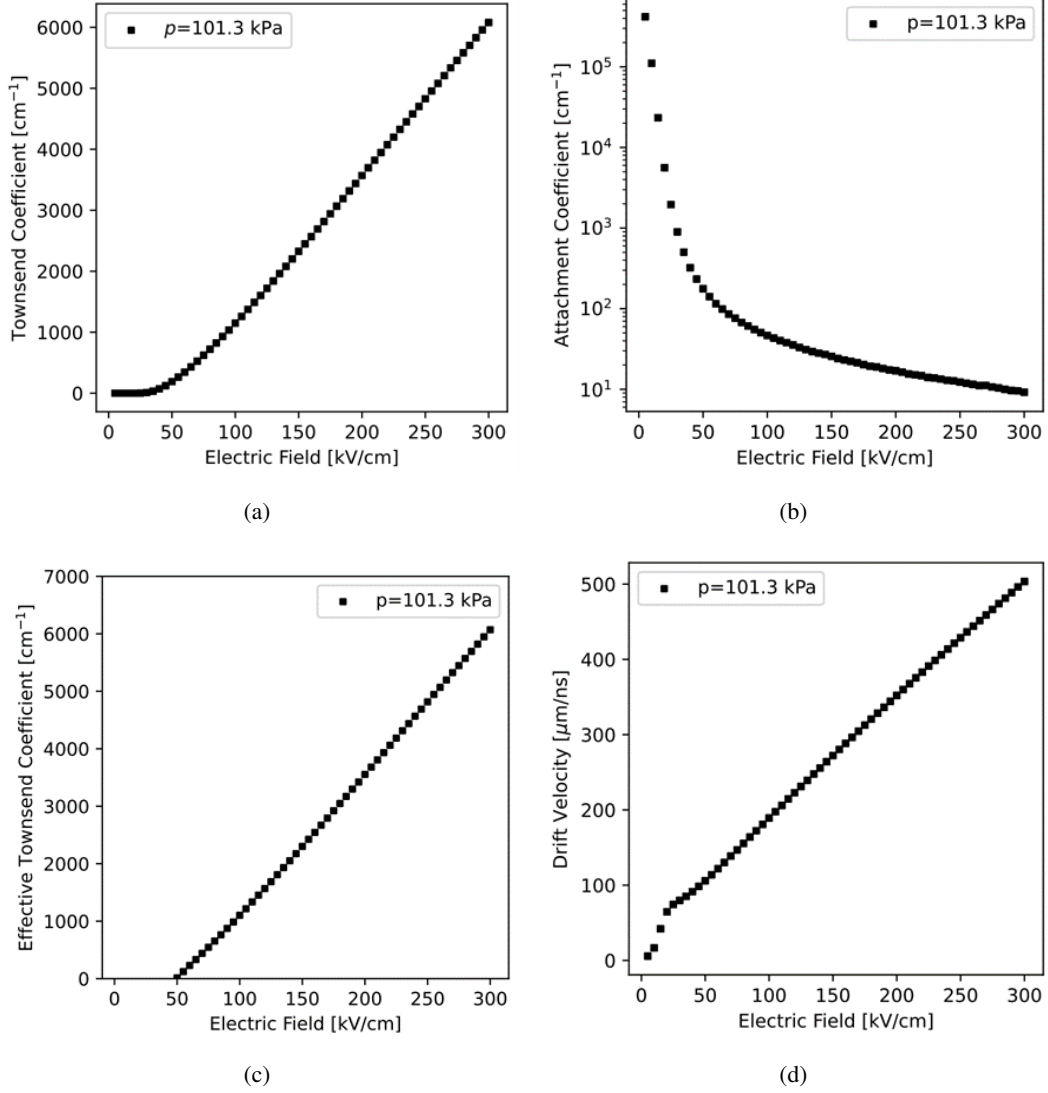 p=101.3 kPa
Townsend Coefficient [cm⁻¹]
6000
5000
4000
3000
2000
1000
0
0 50 100 150 200 250 300
Electric Field [kV/cm]
(a)
p=101.3 kPa
Attachment Coefficient [cm⁻¹]
10⁵
10⁴
10³
10²
10¹
0 50 100 150 200 250 300
Electric Field [kV/cm]
(b)
p=101.3 kPa
Effective Townsend Coefficient [cm⁻¹]
7000
6000
5000
4000
3000
2000
1000
0
0 50 100 150 200 250 300
Electric Field [kV/cm]
(c)
p=101.3 kPa
Drift Velocity [μm/ns]
500
400
300
200
100
0
0 50 100 150 200 250 300
Electric Field [kV/cm]
(d)